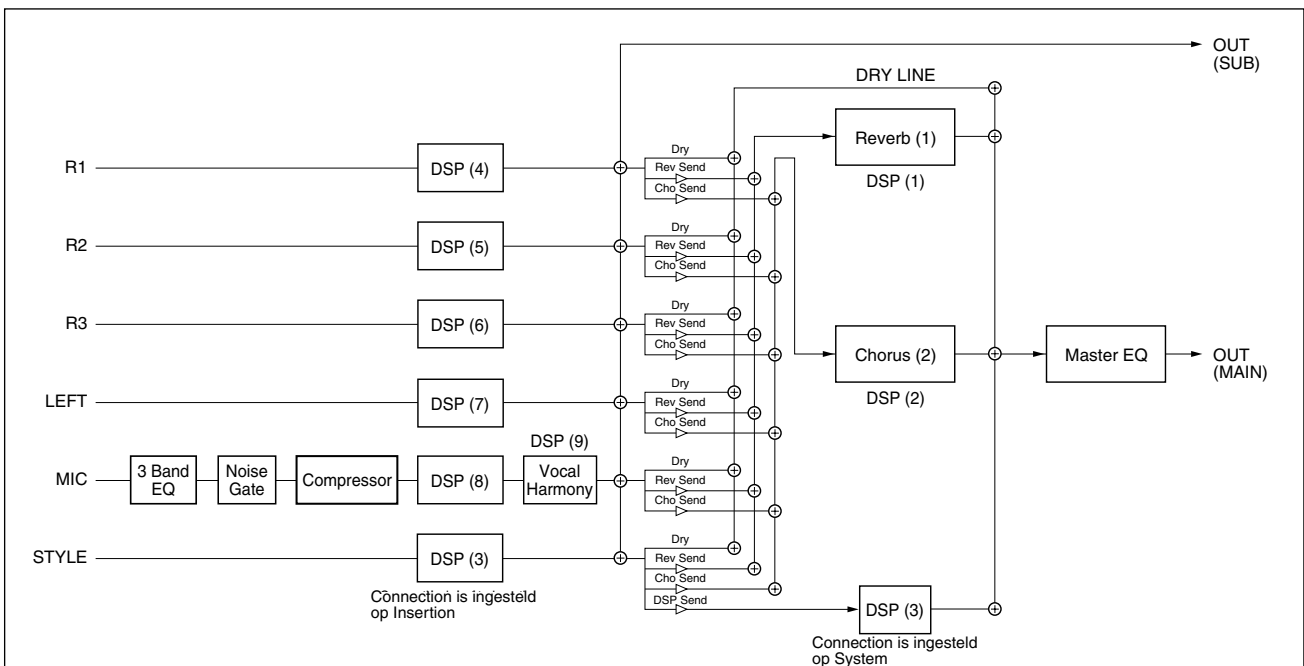 OUT
(SUB)
DRY LINE
R1
DSP (4)
Dry
Rev Send
Cho Send
Reverb (1)
DSP (1)
R2
DSP (5)
Dry
Rev Send
Cho Send
R3
DSP (6)
Dry
Rev Send
Cho Send
Chorus (2)
DSP (2)
Master EQ
OUT
(MAIN)
LEFT
DSP (7)
Dry
Rev Send
Cho Send
MIC
3 Band
EQ
Noise
Gate
Compressor
DSP (8)
DSP (9)
Vocal
Harmony
Dry
Rev Send
Cho Send
STYLE
DSP (3)
Connection is ingesteld
op Insertion
Dry
Rev Send
Cho Send
DSP Send
DSP (3)
Connection is ingesteld
op System